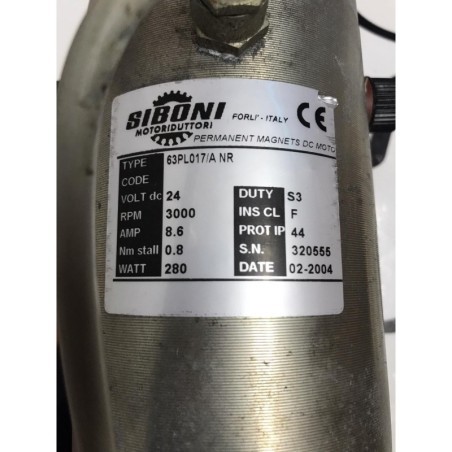 SIBONI
MOTORIDUTTORI
FORLI' - ITALY CE
PERMANENT MAGNETS DC MOTO
TYPE 63PL017/A NR
CODE
VOLT dc 24 DUTY S3
RPM 3000 INS CL F
AMP 8.6 PROT IP 44
Nm stall 0.8 S.N. 320555
WATT 280 DATE 02-2004